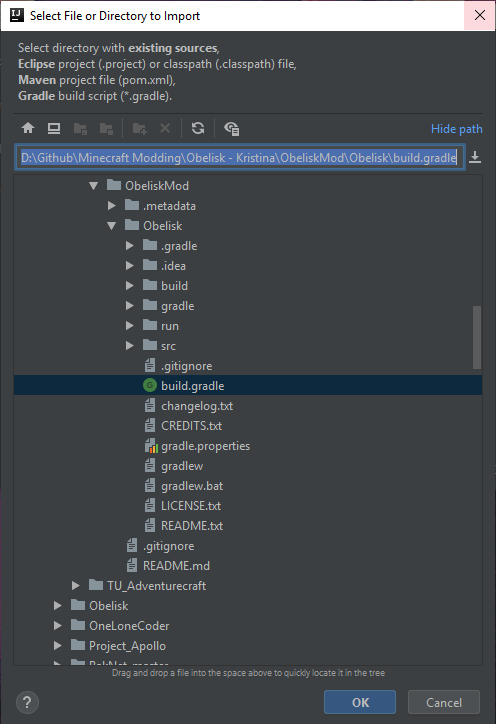 Select File or Directory to Import
Select directory with existing sources,
Eclipse project (.project) or classpath (.classpath) file,
Maven project file (pom.xml),
Gradle build script (*.gradle).
Hide path
D:\Github\Minecraft Modding\Obelisk - Kristina\ObeliskMod\Obelisk\build.gradle
ObeliskMod
.metadata
Obelisk
.gradle
.idea
build
gradle
run
src
.gitignore
build.gradle
changelog.txt
CREDITS.txt
gradle.properties
gradlew
gradlew.bat
LICENSE.txt
README.txt
.gitignore
README.md
TU_Adventurecraft
Obelisk
OneLoneCoder
Project_Apollo
Drag and drop a file into the space above to quickly locate it in the tree
? OK Cancel